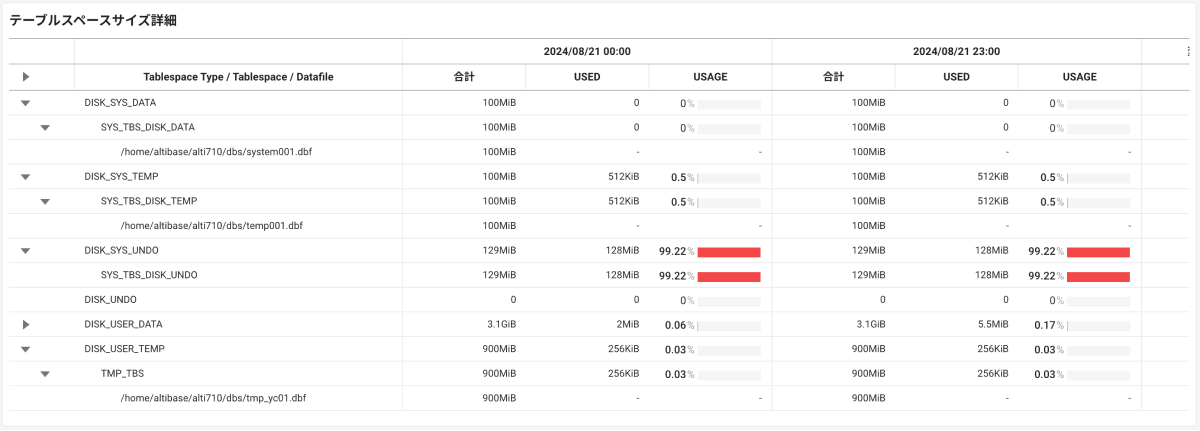 テーブルスペースサイズ詳細
2024/08/21 00:00 2024/08/21 23:00
Tablespace Type / Tablespace / Datafile 合計 USED USAGE 合計 USED USAGE
DISK_SYS_DATA 100MiB 0 0% 100MiB 0 0%
SYS_TBS_DISK_DATA 100MiB 0 0% 100MiB 0 0%
/home/altibase/alti710/dbs/system001.dbf 100MiB - - 100MiB - -
DISK_SYS_TEMP 100MiB 512KiB 0.5% 100MiB 512KiB 0.5%
SYS_TBS_DISK_TEMP 100MiB 512KiB 0.5% 100MiB 512KiB 0.5%
/home/altibase/alti710/dbs/temp001.dbf 100MiB - - 100MiB - -
DISK_SYS_UNDO 129MiB 128MiB 99.22% 129MiB 128MiB 99.22%
SYS_TBS_DISK_UNDO 129MiB 128MiB 99.22% 129MiB 128MiB 99.22%
DISK_UNDO 0 0 0% 0 0 0%
DISK_USER_DATA 3.1GiB 2MiB 0.06% 3.1GiB 5.5MiB 0.17%
DISK_USER_TEMP 900MiB 256KiB 0.03% 900MiB 256KiB 0.03%
TMP_TBS 900MiB 256KiB 0.03% 900MiB 256KiB 0.03%
/home/altibase/alti710/dbs/tmp_yc01.dbf 900MiB - - 900MiB - -